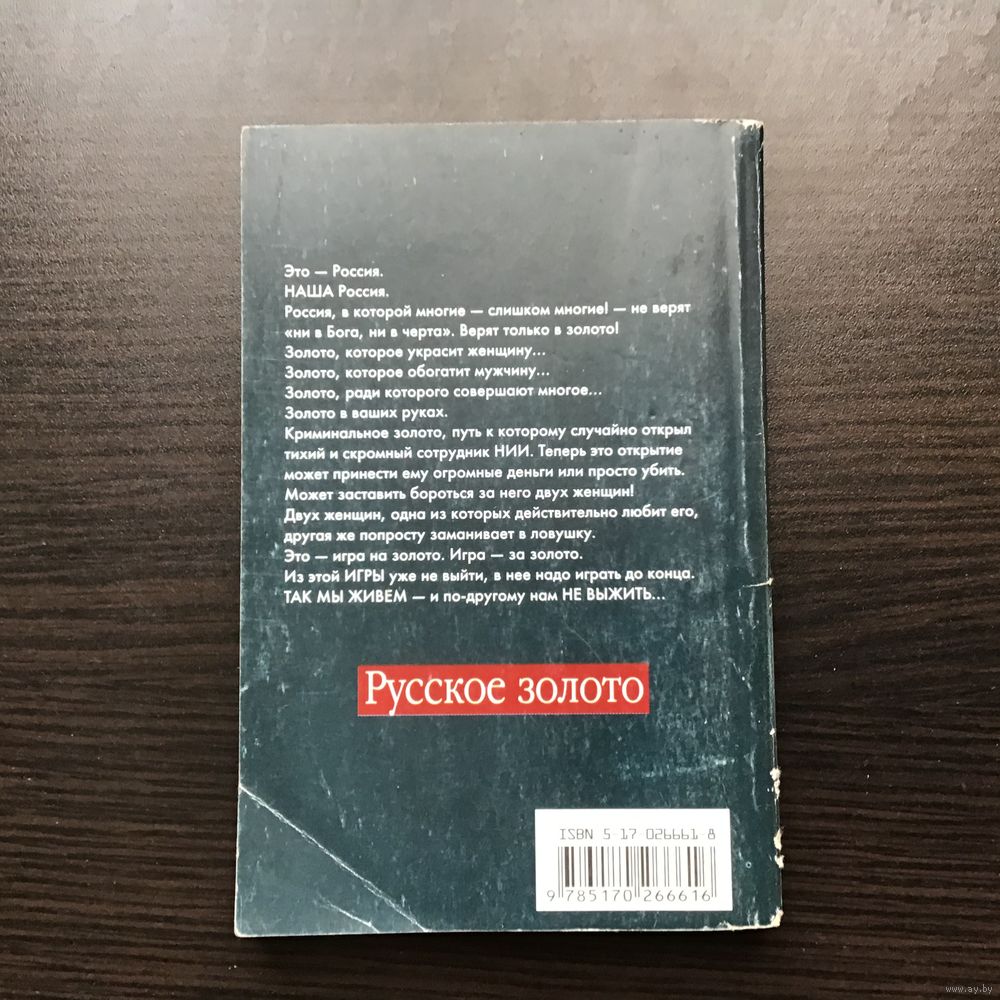 Это — Россия.
НАША Россия.
Россия, в которой многие — слишком многие! — не верят
«ни в Бога, ни в черта». Верят только в золото!
Золото, которое украсит женщину...
Золото, которое обогатит мужчину...
Золото, ради которого совершают многое...
Золото в ваших руках.
Криминальное золото, путь к которому случайно открыл
тихий и скромный сотрудник НИИ. Теперь это открытие
может принести ему огромные деньги или просто убить.
Может заставить бороться за него двух женщин!
Двух женщин, одна из которых действительно любит его,
другая же попросту заманивает в ловушку.
Это — игра на золото. Игра — за золото.
Из этой ИГРЫ уже не выйти, в нее надо играть до конца.
ТАК МЫ ЖИВЕМ — и по-другому нам НЕ ВЫЖИТЬ...
Русское золото
ISBN 5 17 026661 8
9 785170 266616
www.ay.by